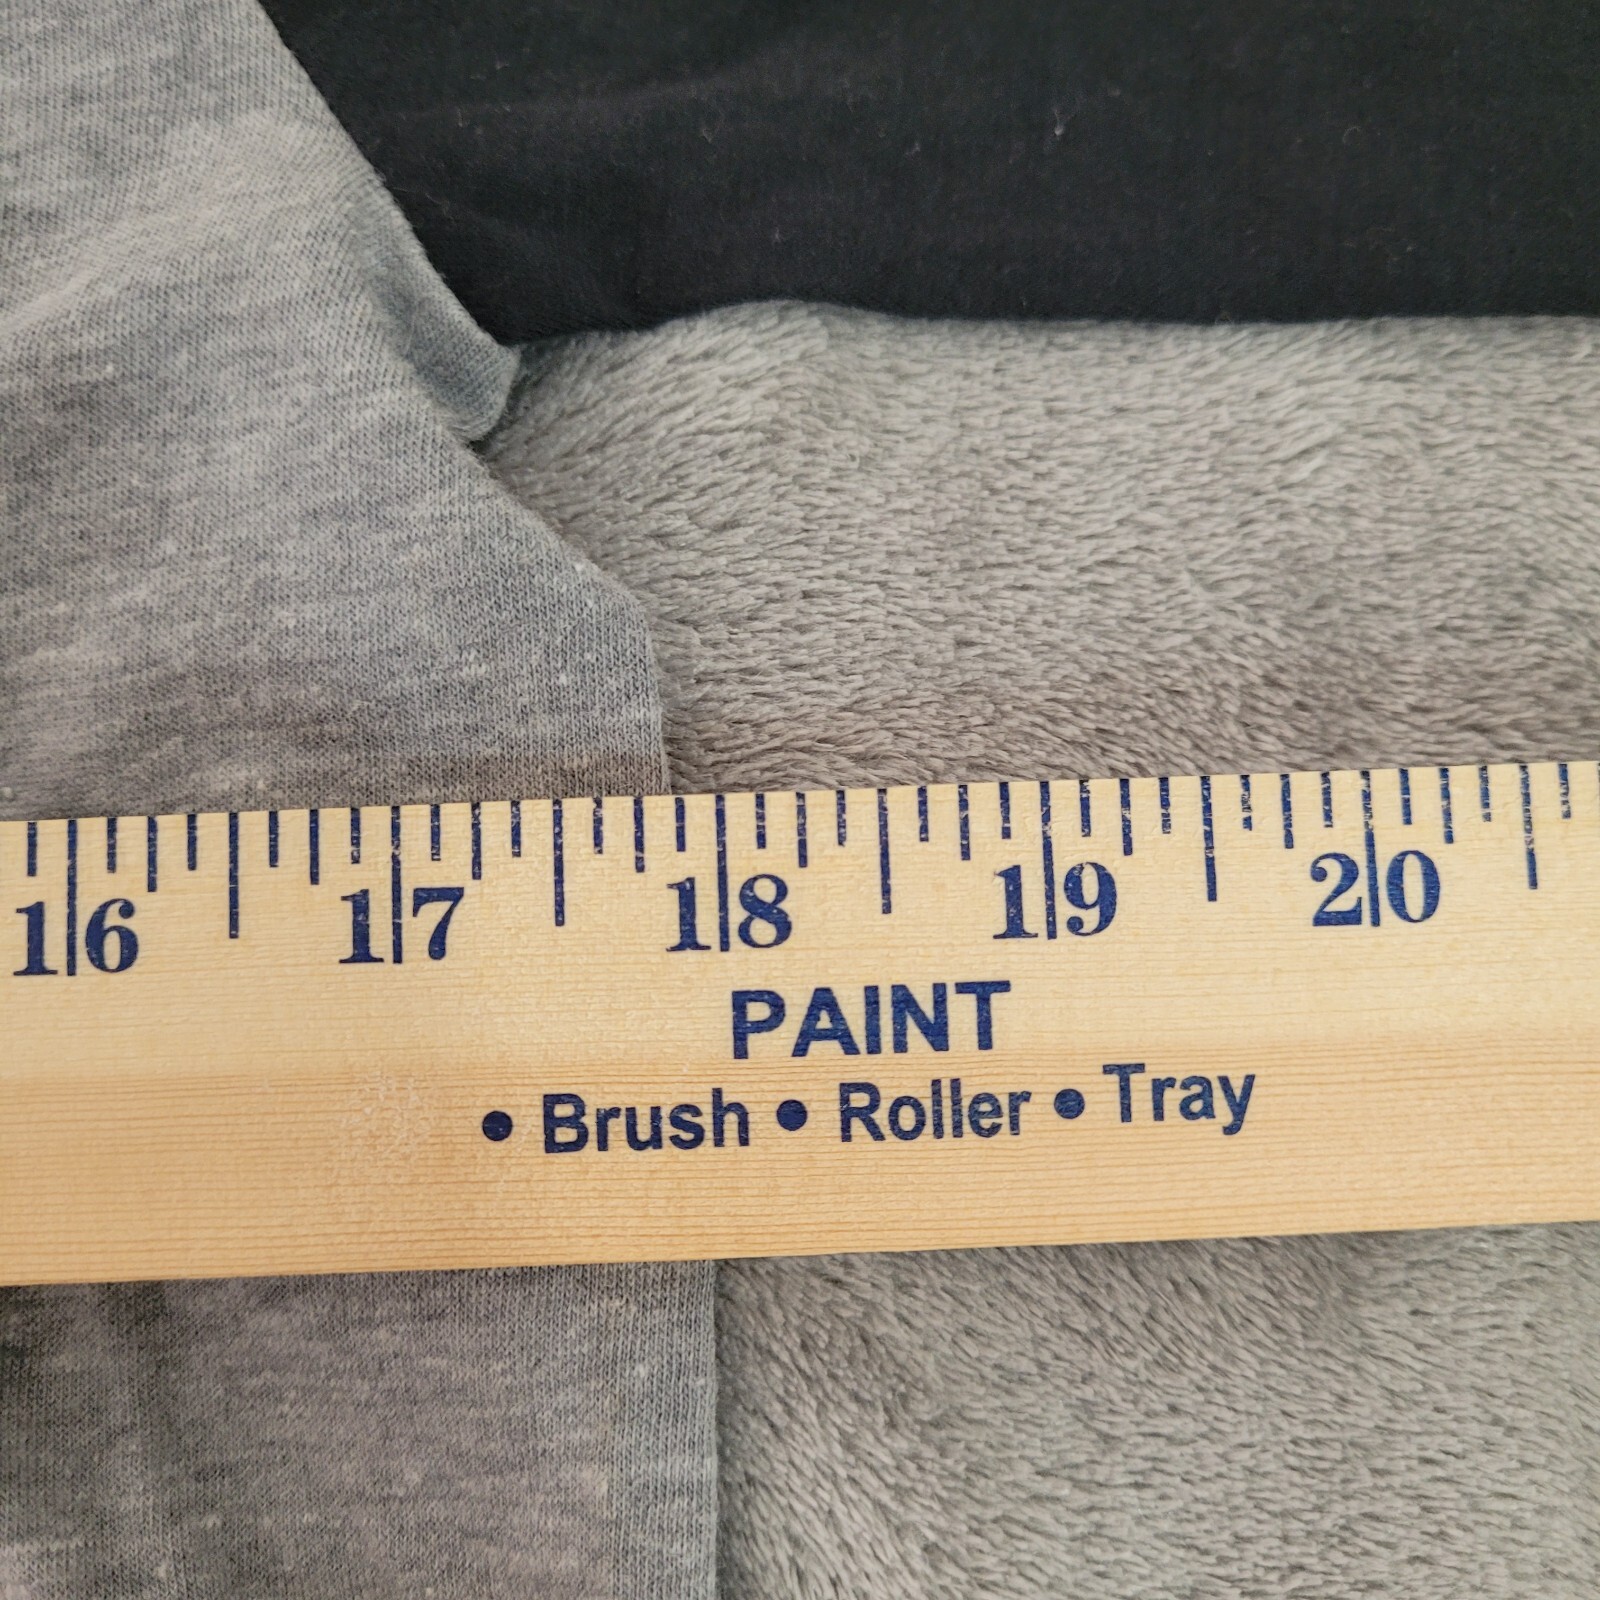 16 17 18 19 20
PAINT
• Brush • Roller • Tray